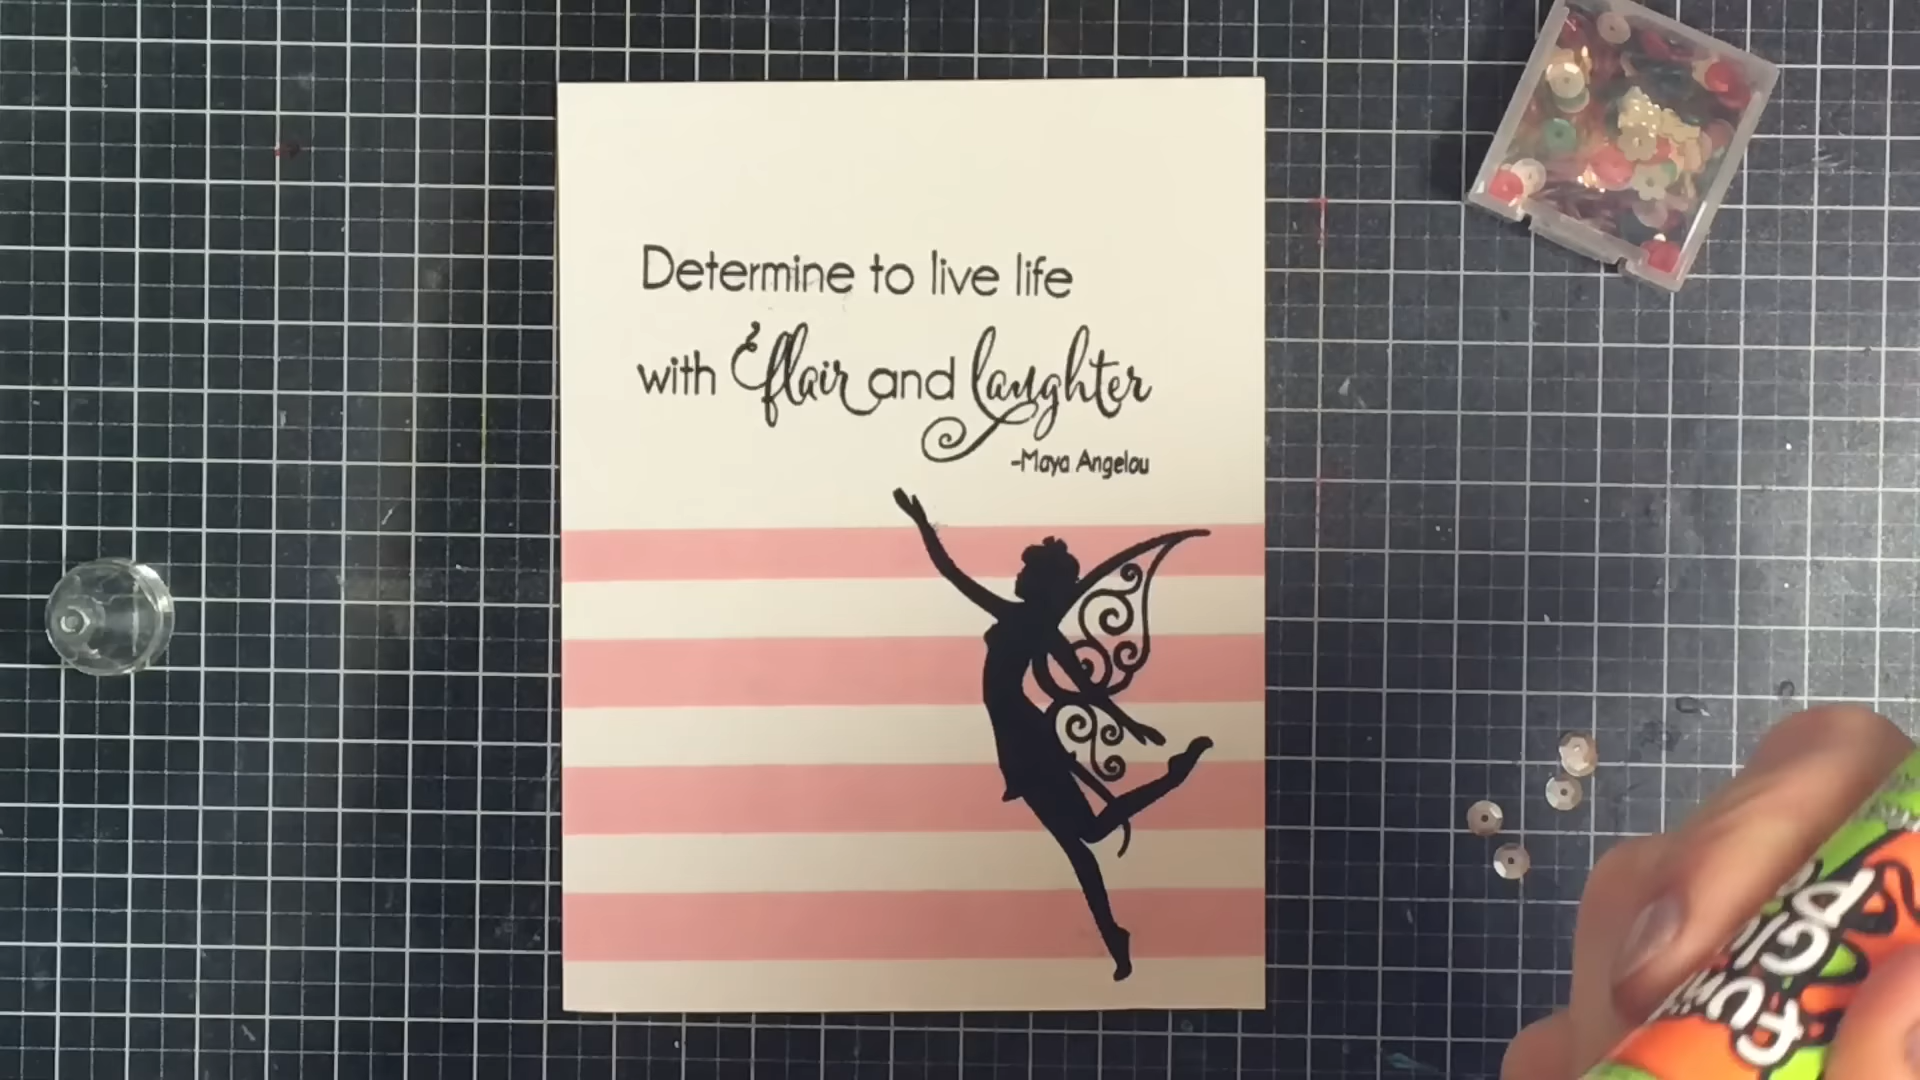 Determine to live life
with flair and laughter
-Maya Angelou